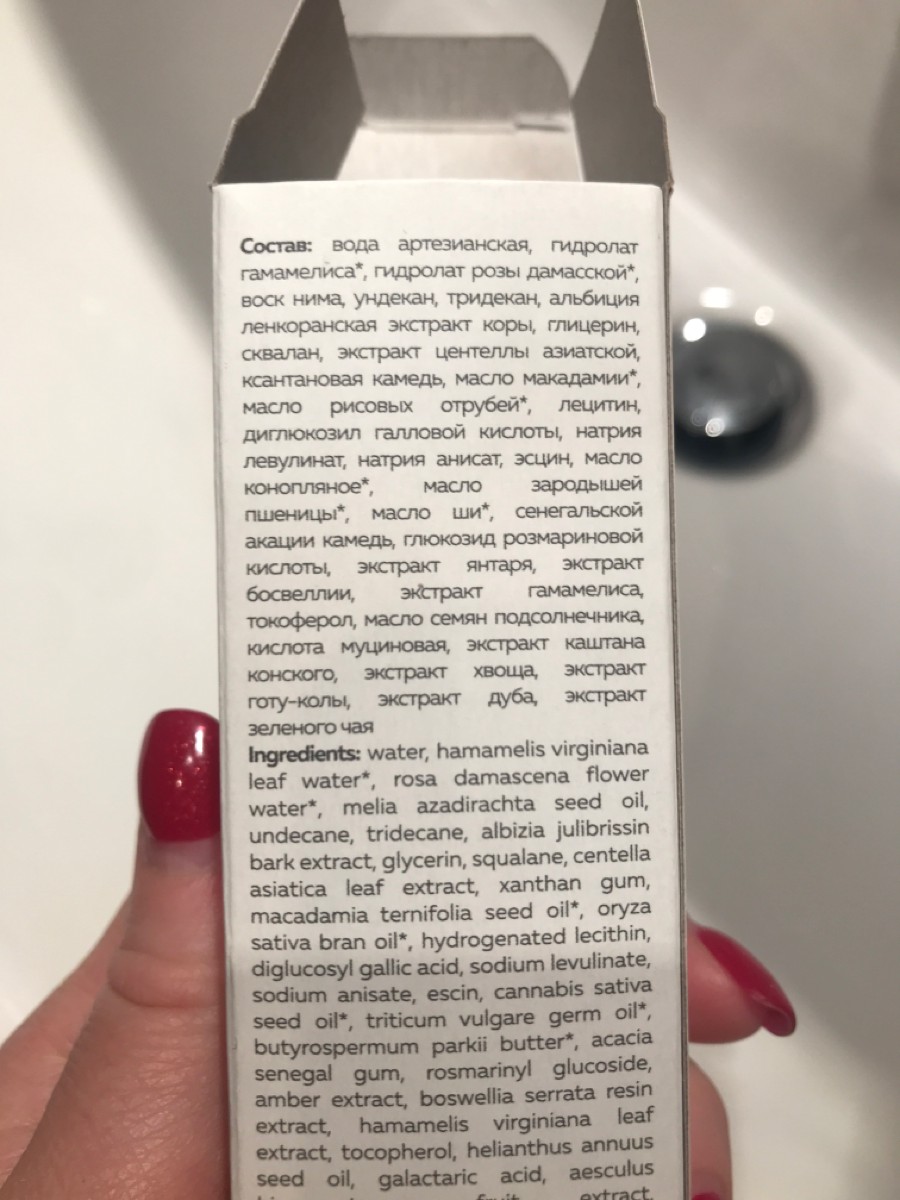 Состав: вода артезианская, гидролат
гамамелиса*, гидролат розы дамасской*,
воск нима, ундекан, тридекан, альбиция
ленкоранская экстракт коры, глицерин,
сквалан, экстракт центеллы азиатской,
ксантановая камедь, масло макадамии*,
масло рисовых отрубей*, лецитин,
диглюкозил галловой кислоты, натрия
левулинат, натрия анисат, эсцин, масло
конопляное*, масло зародышей
пшеницы*, масло ши*, сенегальской
акации камедь, глюкозид розмариновой
кислоты, экстракт янтаря, экстракт
босвеллии, экстракт гамамелиса,
токоферол, масло семян подсолнечника,
кислота муциновая, экстракт каштана
конского, экстракт хвоща, экстракт
готу-колы, экстракт дуба, экстракт
зеленого чая
Ingredients: water, hamamelis virginiana
leaf water*, rosa damascena flower
water*, melia azadirachta seed oil,
undecane, tridecane, albizia julibrissin
bark extract, glycerin, squalane, centella
asiatica leaf extract, xanthan gum,
macadamia ternifolia seed oil*, oryza
sativa bran oil*, hydrogenated lecithin,
diglucosyl gallic acid, sodium levulinate,
sodium anisate, escin, cannabis sativa
seed oil*, triticum vulgare germ oil*,
butyrospermum parkii butter*, acacia
senegal gum, rosmarinyl glucoside,
amber extract, boswellia serrata resin
extract, hamamelis virginiana leaf
extract, tocopherol, helianthus annuus
seed oil, galactaric acid, aesculus
fruit extract,